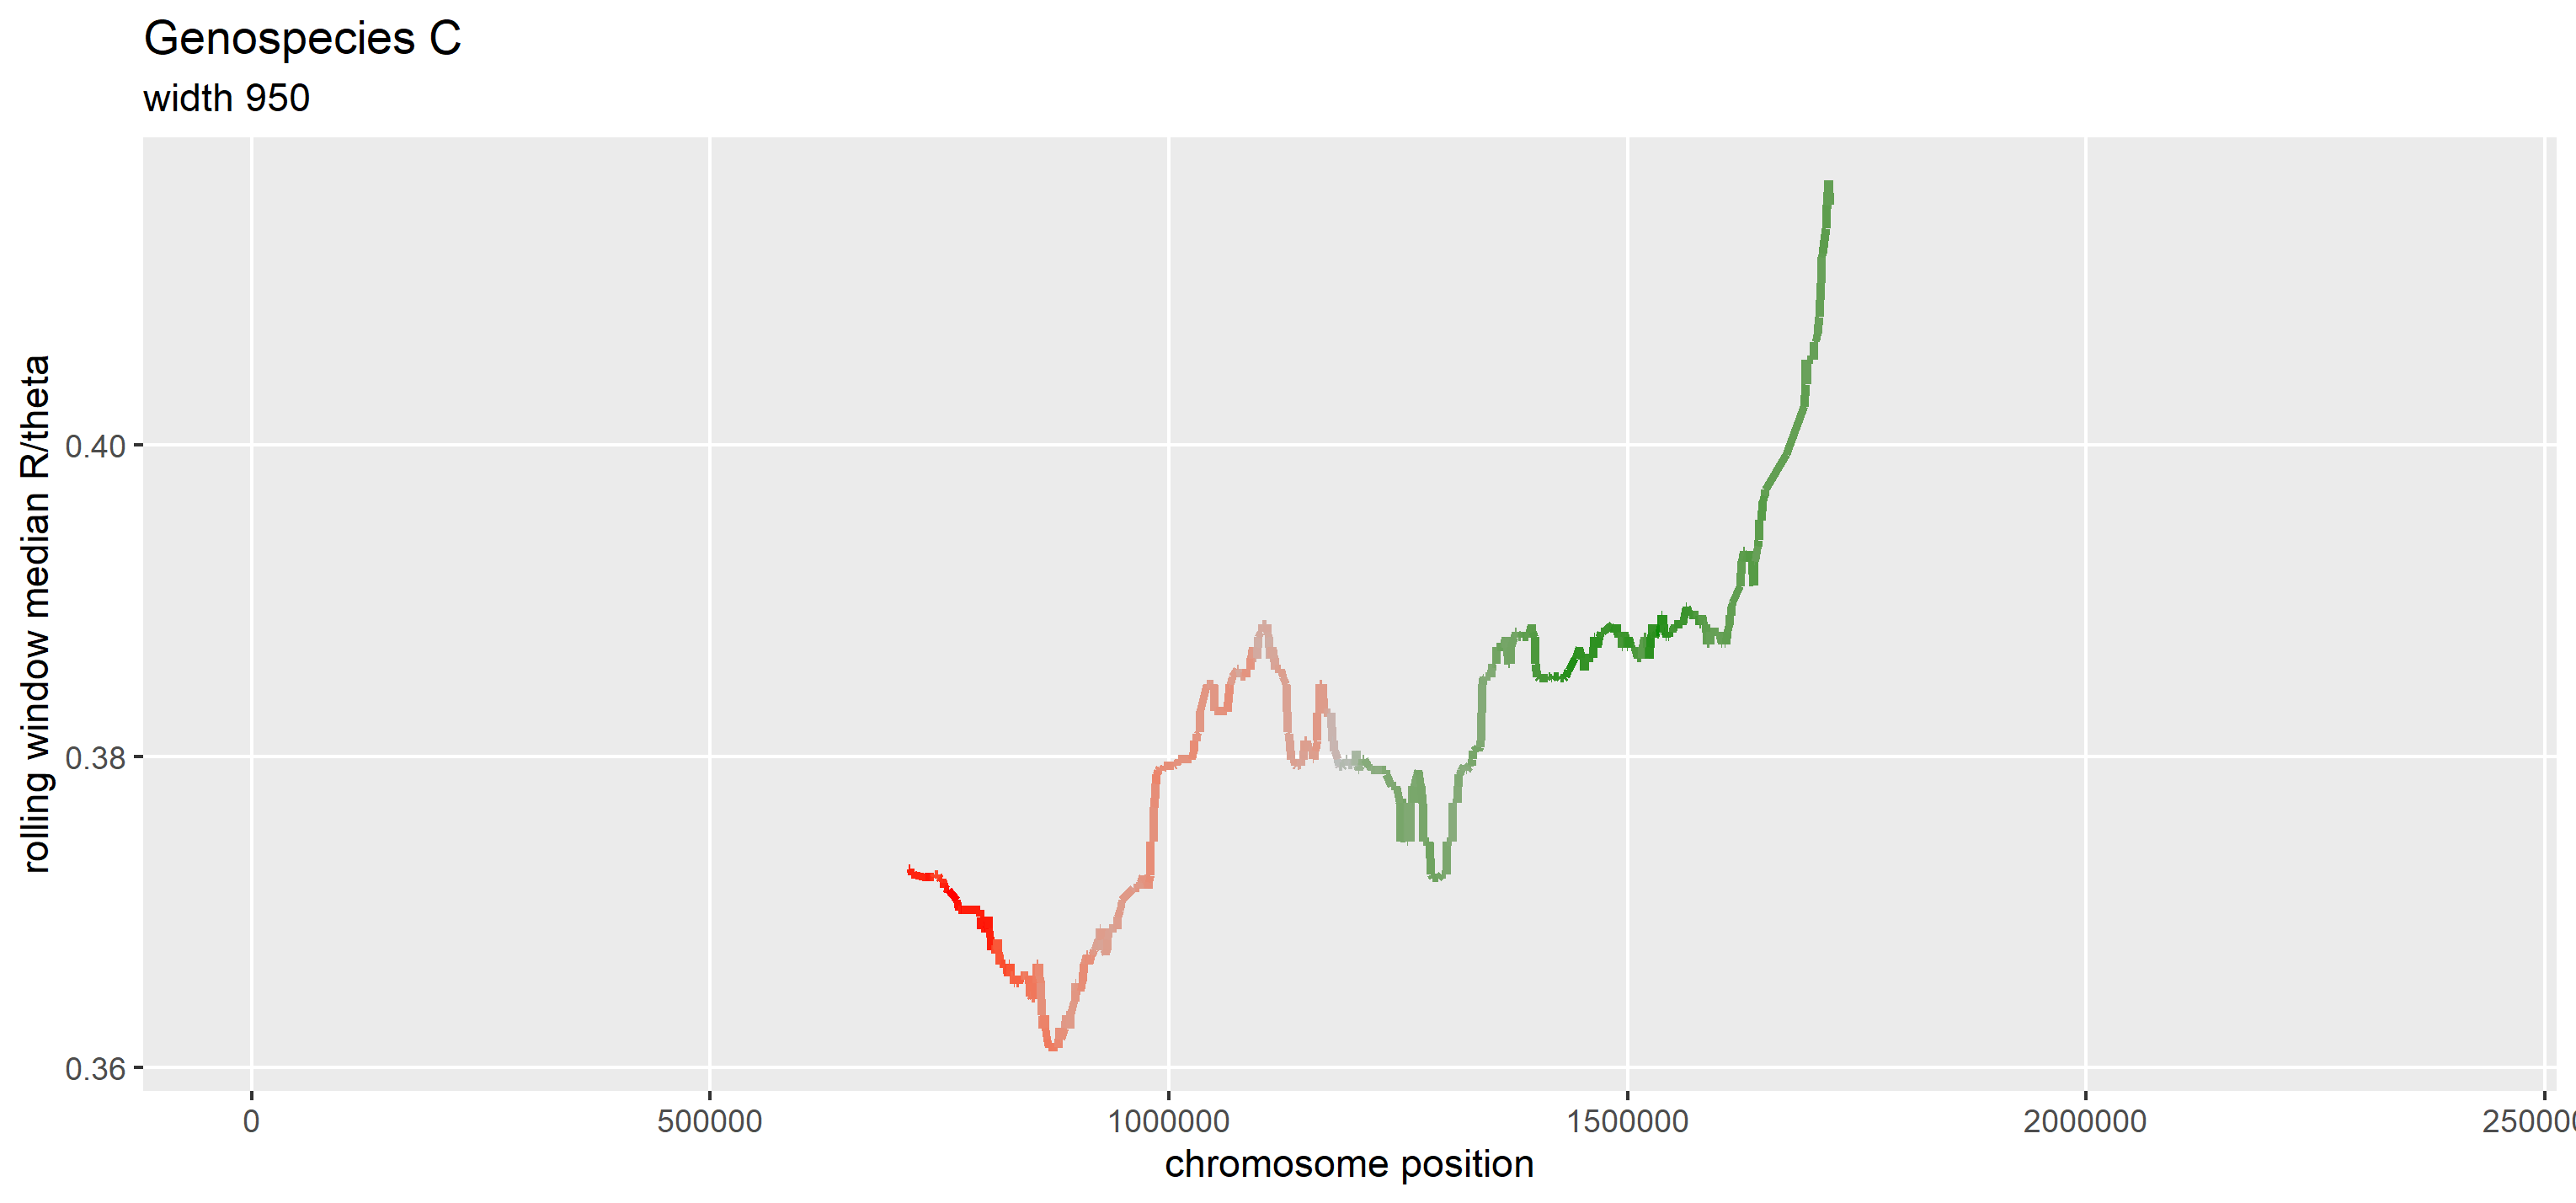 Genospecies C
width 950
rolling window median R/theta
0.40
0.38
0.36
0
500000
1000000
1500000
2000000
250000
chromosome position